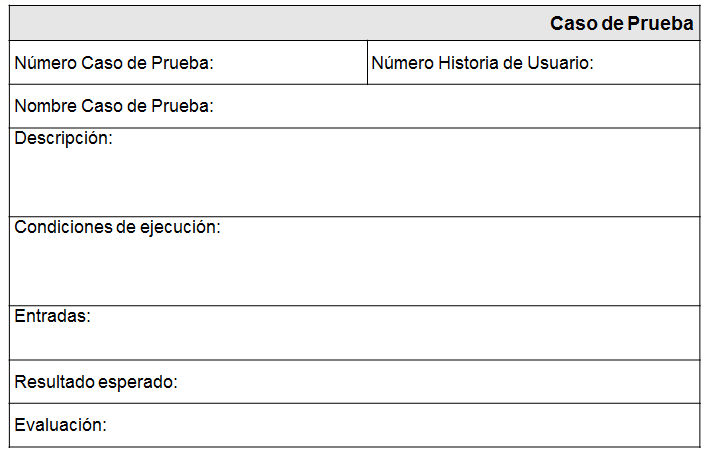 Caso de Prueba
Número Caso de Prueba:
Número Historia de Usuario:
Nombre Caso de Prueba:
Descripción:
Condiciones de ejecución:
Entradas:
Resultado esperado:
Evaluación: